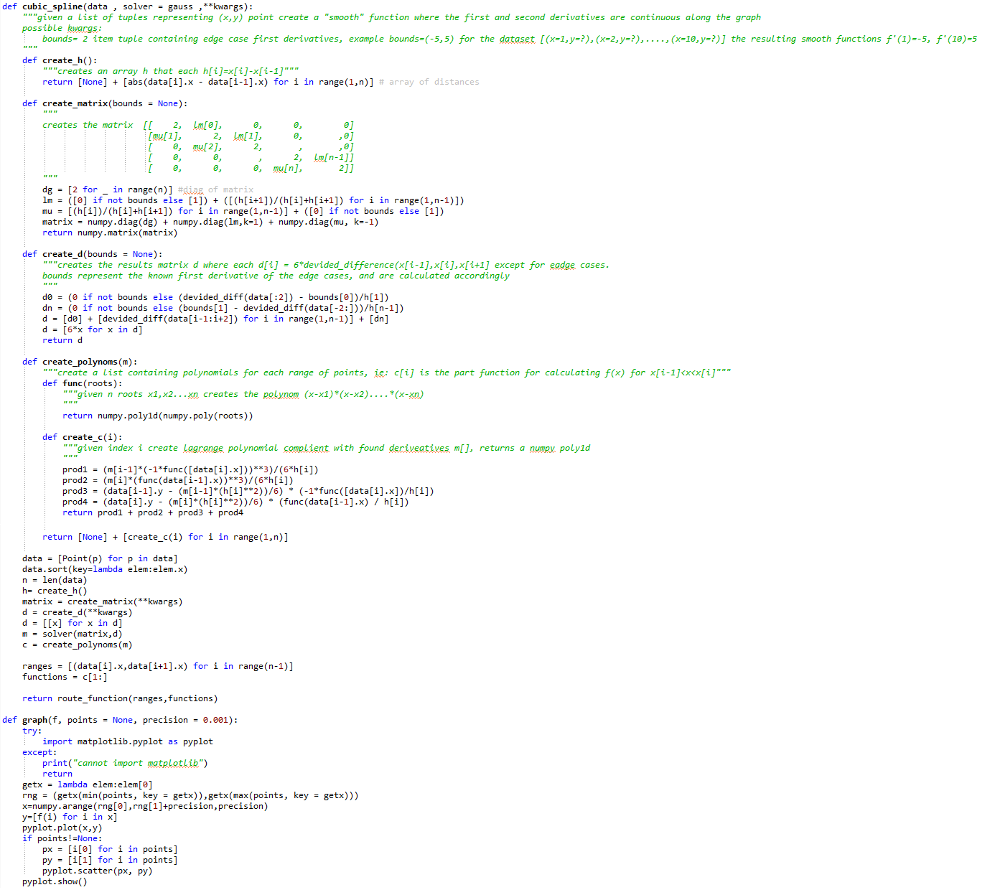 def cubic_spline(data , solver = gauss ,**kwargs):
    """given a list of tuples representing (x,y) point create a "smooth" function where the first and second derivatives are continuous along the graph
    possible kwargs:
        bounds= 2 item tuple containing edge case first derivatives, example bounds=(-5,5) for the dataset [(x=1,y=?),(x=2,y=?),....,(x=10,y=?)] the resulting smooth functions f'(1)=-5, f'(10)=5
    """
    def create_h():
        """creates an array h that each h[i]=x[i]-x[i-1]"""
        return [None] + [abs(data[i].x - data[i-1].x) for i in range(1,n)] # array of distances

    def create_matrix(bounds = None):
        """
        creates the matrix  [[    2,  lm[0],      0,      0,        0]
                             [mu[1],      2,  lm[1],      0,       ,0]
                             [    0,  mu[2],      2,       ,       ,0]
                             [    0,      0,       ,      2,  lm[n-1]]
                             [    0,      0,      0,  mu[n],       2]]
        """
        dg = [2 for _ in range(n)] #diag of matrix
        lm = ([0] if not bounds else [1]) + ([(h[i+1])/(h[i]+h[i+1]) for i in range(1,n-1)])
        mu = [(h[i])/(h[i]+h[i+1]) for i in range(1,n-1)] + ([0] if not bounds else [1])
        matrix = numpy.diag(dg) + numpy.diag(lm,k=1) + numpy.diag(mu, k=-1)
        return numpy.matrix(matrix)

    def create_d(bounds = None):
        """creates the results matrix d where each d[i] = 6*devided_difference(x[i-1],x[i],x[i+1] except for eadge cases.
        bounds represent the known first derivative of the edge cases, and are calculated accordingly
        """
        d0 = (0 if not bounds else (devided_diff(data[:2]) - bounds[0])/h[1])
        dn = (0 if not bounds else (bounds[1] - devided_diff(data[-2:]))/h[n-1])
        d = [d0] + [devided_diff(data[i-1:i+2]) for i in range(1,n-1)] + [dn]
        d = [6*x for x in d]
        return d

    def create_polynoms(m):
        """create a list containing polynomials for each range of points, ie: c[i] is the part function for calculating f(x) for x[i-1]<x<x[i]"""
        def func(roots):
            """given n roots x1,x2...xn creates the polynom (x-x1)*(x-x2)....*(x-xn)
            """
            return numpy.poly1d(numpy.poly(roots))

        def create_c(i):
            """given index i create lagrange polynomial complient with found deriveatives m[], returns a numpy poly1d
            """
            prod1 = (m[i-1]*(-1*func([data[i].x]))**3)/(6*h[i])
            prod2 = (m[i]*(func(data[i-1].x))**3)/(6*h[i])
            prod3 = (data[i-1].y - (m[i-1]*(h[i]**2))/6) * (-1*func([data[i].x])/h[i])
            prod4 = (data[i].y - (m[i]*(h[i]**2))/6) * (func(data[i-1].x) / h[i])
            return prod1 + prod2 + prod3 + prod4

        return [None] + [create_c(i) for i in range(1,n)]

    data = [Point(p) for p in data]
    data.sort(key=lambda elem:elem.x)
    n = len(data)
    h= create_h()
    matrix = create_matrix(**kwargs)
    d = create_d(**kwargs)
    d = [[x] for x in d]
    m = solver(matrix,d)
    c = create_polynoms(m)

    ranges = [(data[i].x,data[i+1].x) for i in range(n-1)]
    functions = c[1:]

    return route_function(ranges,functions)

def graph(f, points = None, precision = 0.001):
    try:
        import matplotlib.pyplot as pyplot
    except:
        print("cannot import matplotlib")
        return
    getx = lambda elem:elem[0]
    rng = (getx(min(points, key = getx)),getx(max(points, key = getx)))
    x=numpy.arange(rng[0],rng[1]+precision,precision)
    y=[f(i) for i in x]
    pyplot.plot(x,y)
    if points!=None:
        px = [i[0] for i in points]
        py = [i[1] for i in points]
        pyplot.scatter(px, py)
    pyplot.show()